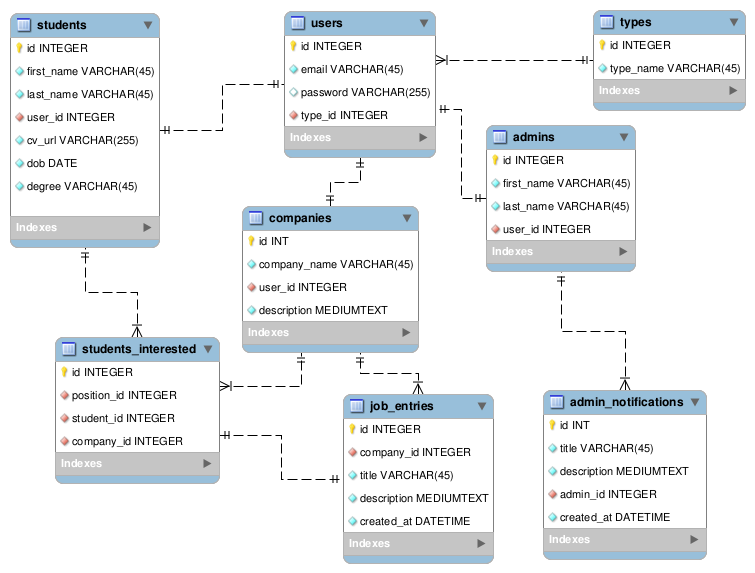 students
id INTEGER
first_name VARCHAR(45)
last_name VARCHAR(45)
user_id INTEGER
cv_url VARCHAR(255)
dob DATE
degree VARCHAR(45)
Indexes
users
id INTEGER
email VARCHAR(45)
password VARCHAR(255)
type_id INTEGER
Indexes
types
id INTEGER
type_name VARCHAR(45)
Indexes
admins
id INTEGER
first_name VARCHAR(45)
last_name VARCHAR(45)
user_id INTEGER
Indexes
companies
id INT
company_name VARCHAR(45)
user_id INTEGER
description MEDIUMTEXT
Indexes
students_interested
id INTEGER
position_id INTEGER
student_id INTEGER
company_id INTEGER
Indexes
job_entries
id INTEGER
company_id INTEGER
title VARCHAR(45)
description MEDIUMTEXT
created_at DATETIME
Indexes
admin_notifications
id INT
title VARCHAR(45)
description MEDIUMTEXT
admin_id INTEGER
created_at DATETIME
Indexes